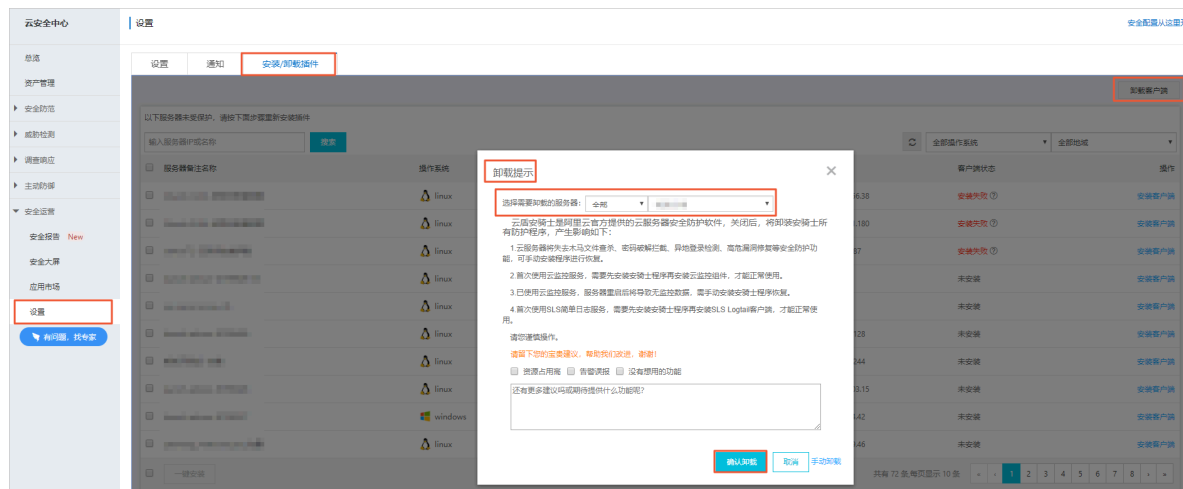 云安全中心
设置
安全配置从这里
总览
资产管理
安全防范
威胁检测
调查响应
主动防御
安全运营
安全报告 New
安全大屏
应用市场
设置
有问题，找专家
设置 通知 安装/卸载插件
卸载客户端
以下服务器未受保护，请按下面步骤重新安装插件
输入服务器IP或名称 搜索 全部操作系统 全部地域
服务器备注名称 操作系统 客户端状态 操作
linux 6.38 安装失败 安装客户端
linux .180 安装失败 安装客户端
linux 87 安装失败 安装客户端
linux 未安装 安装客户端
linux 未安装 安装客户端
linux 128 未安装 安装客户端
linux 244 未安装 安装客户端
linux 03.15 未安装 安装客户端
windows .42 未安装 安装客户端
linux .46 未安装 安装客户端
一键安装 共有 72 条,每页显示 10 条 « ‹ 1 2 3 4 5 6 7 8 › »
卸载提示
选择需要卸载的服务器： 全部
云盾安骑士是阿里云官方提供的云服务器安全防护软件，关闭后，将卸装安骑士所
有防护程序，产生影响如下：
1.云服务器将失去木马文件查杀、密码破解拦截、异地登录检测、高危漏洞修复等安全防护功
能，可手动安装程序进行恢复。
2.首次使用云监控服务，需要先安装安骑士程序再安装云监控组件，才能正常使用。
3.已使用云监控服务，服务器重启后将导致无监控数据，需手动安装安骑士程序恢复。
4.首次使用SLS简单日志服务，需要先安装安骑士程序再安装SLS Logtail客户端，才能正常使
用。
请您谨慎操作。
请留下您的宝贵建议，帮助我们改进，谢谢！
资源占用高 告警误报 没有想用的功能
还有更多建议吗或期待提供什么功能呢？
确认卸载 取消 手动卸载